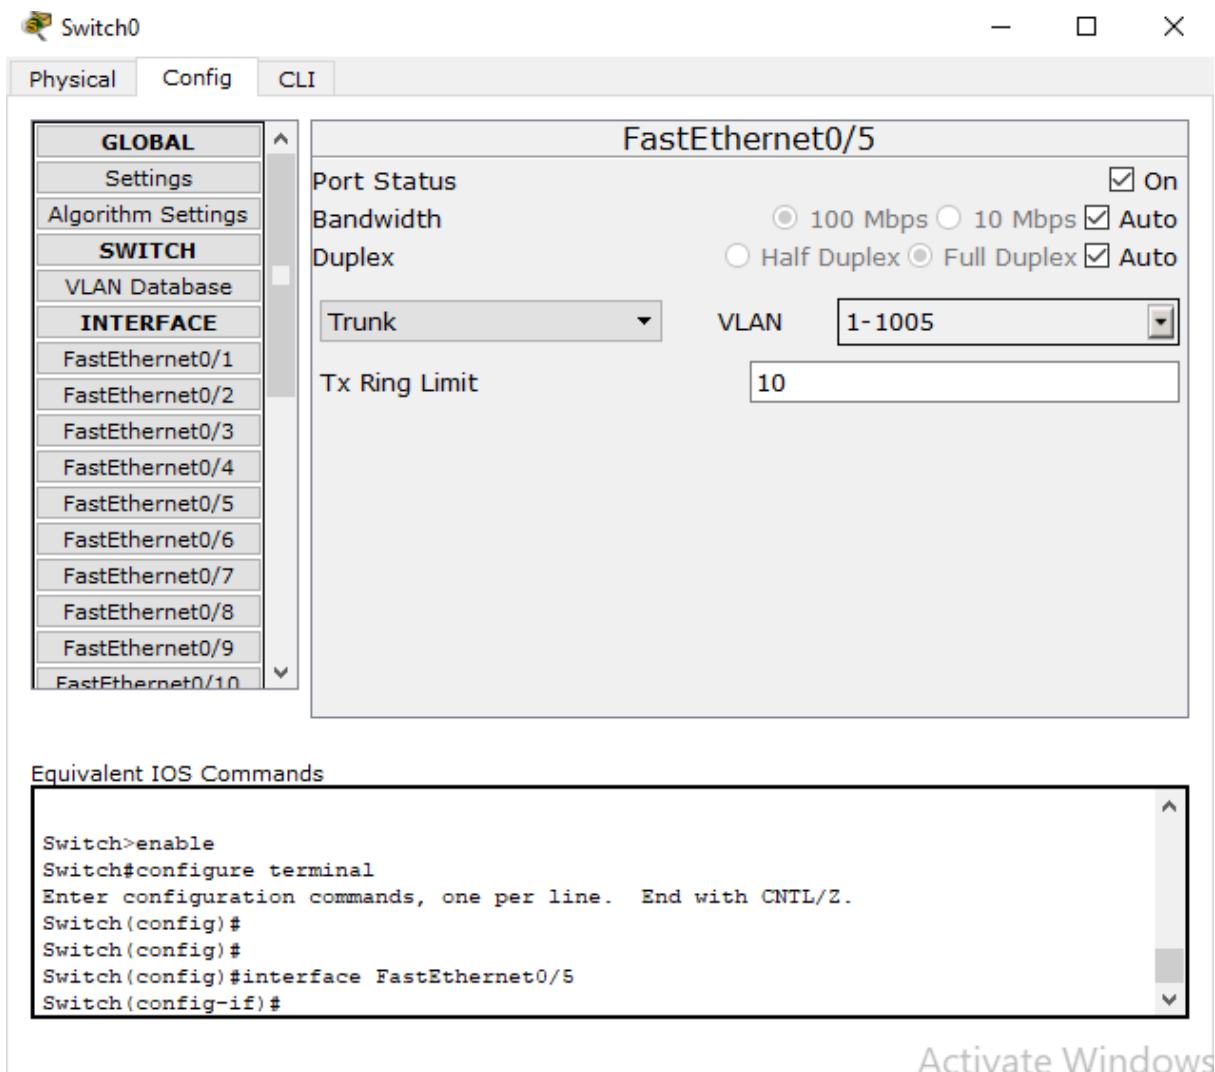 Switch0
Physical Config CLI
GLOBAL
Settings
Algorithm Settings
SWITCH
VLAN Database
INTERFACE
FastEthernet0/1
FastEthernet0/2
FastEthernet0/3
FastEthernet0/4
FastEthernet0/5
FastEthernet0/6
FastEthernet0/7
FastEthernet0/8
FastEthernet0/9
FastEthernet0/10
FastEthernet0/5
Port Status On
Bandwidth 100 Mbps 10 Mbps Auto
Duplex Half Duplex Full Duplex Auto
Trunk VLAN 1-1005
Tx Ring Limit 10
Equivalent IOS Commands
Switch>enable
Switch#configure terminal
Enter configuration commands, one per line.  End with CNTL/Z.
Switch(config)#
Switch(config)#
Switch(config)#interface FastEthernet0/5
Switch(config-if)#
Activate Windows